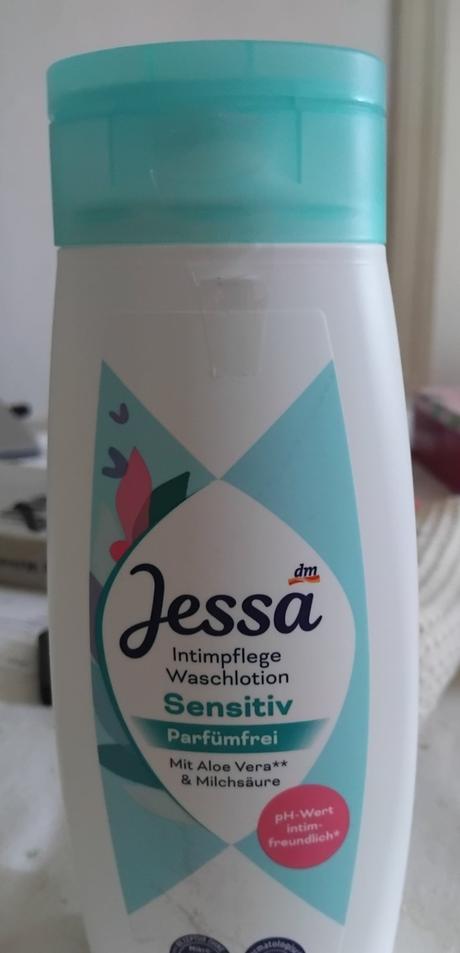 dm
Jessa
Intimpflege
Waschlotion
Sensitiv
Parfümfrei
Mit Aloe Vera**
& Milchsäure
pH-Wert
intim-
freundlich*